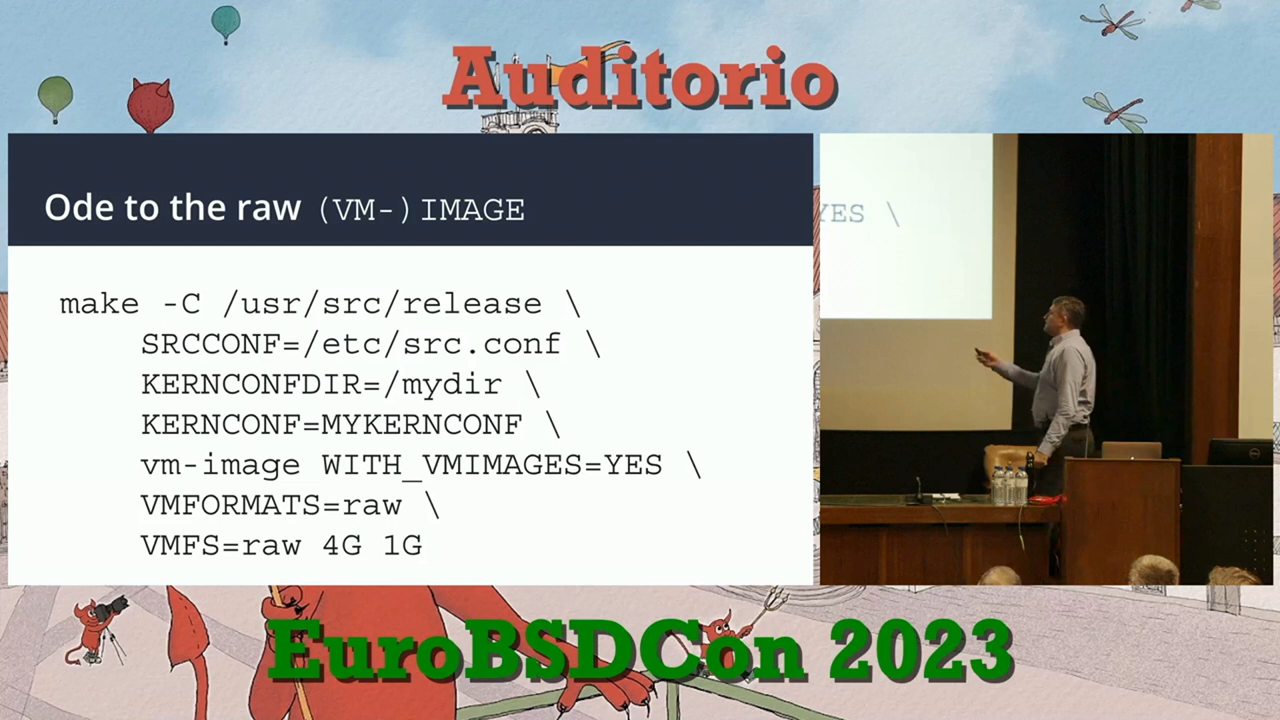 Auditorio
Ode to the raw (VM-)IMAGE
make -C /usr/src/release \
SRCCONF=/etc/src.conf \
KERNCONFDIR=/mydir \
KERNCONF=MYKERNCONF \
vm-image WITH_VMIMAGES=YES \
VMFORMATS=raw \
VMFS=raw 4G 1G
YES \
EuroBSDCon 2023